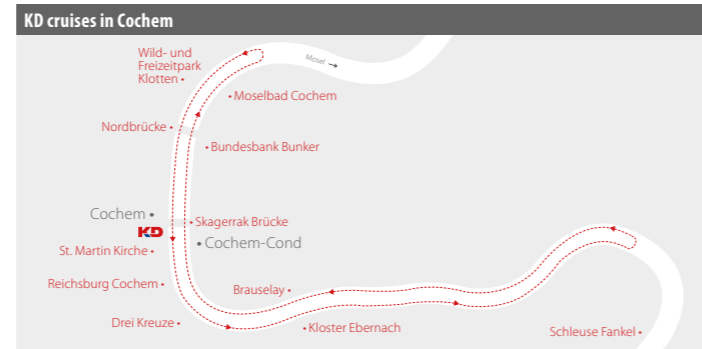 KD cruises in Cochem
Wild- und
Freizeitpark
Klotten •
Mosel →
• Moselbad Cochem
Nordbrücke •
• Bundesbank Bunker
Cochem •
KD
• Skagerrak Brücke
• Cochem-Cond
St. Martin Kirche •
Reichsburg Cochem •
Brauselay •
Drei Kreuze •
• Kloster Ebernach
Schleuse Fankel •